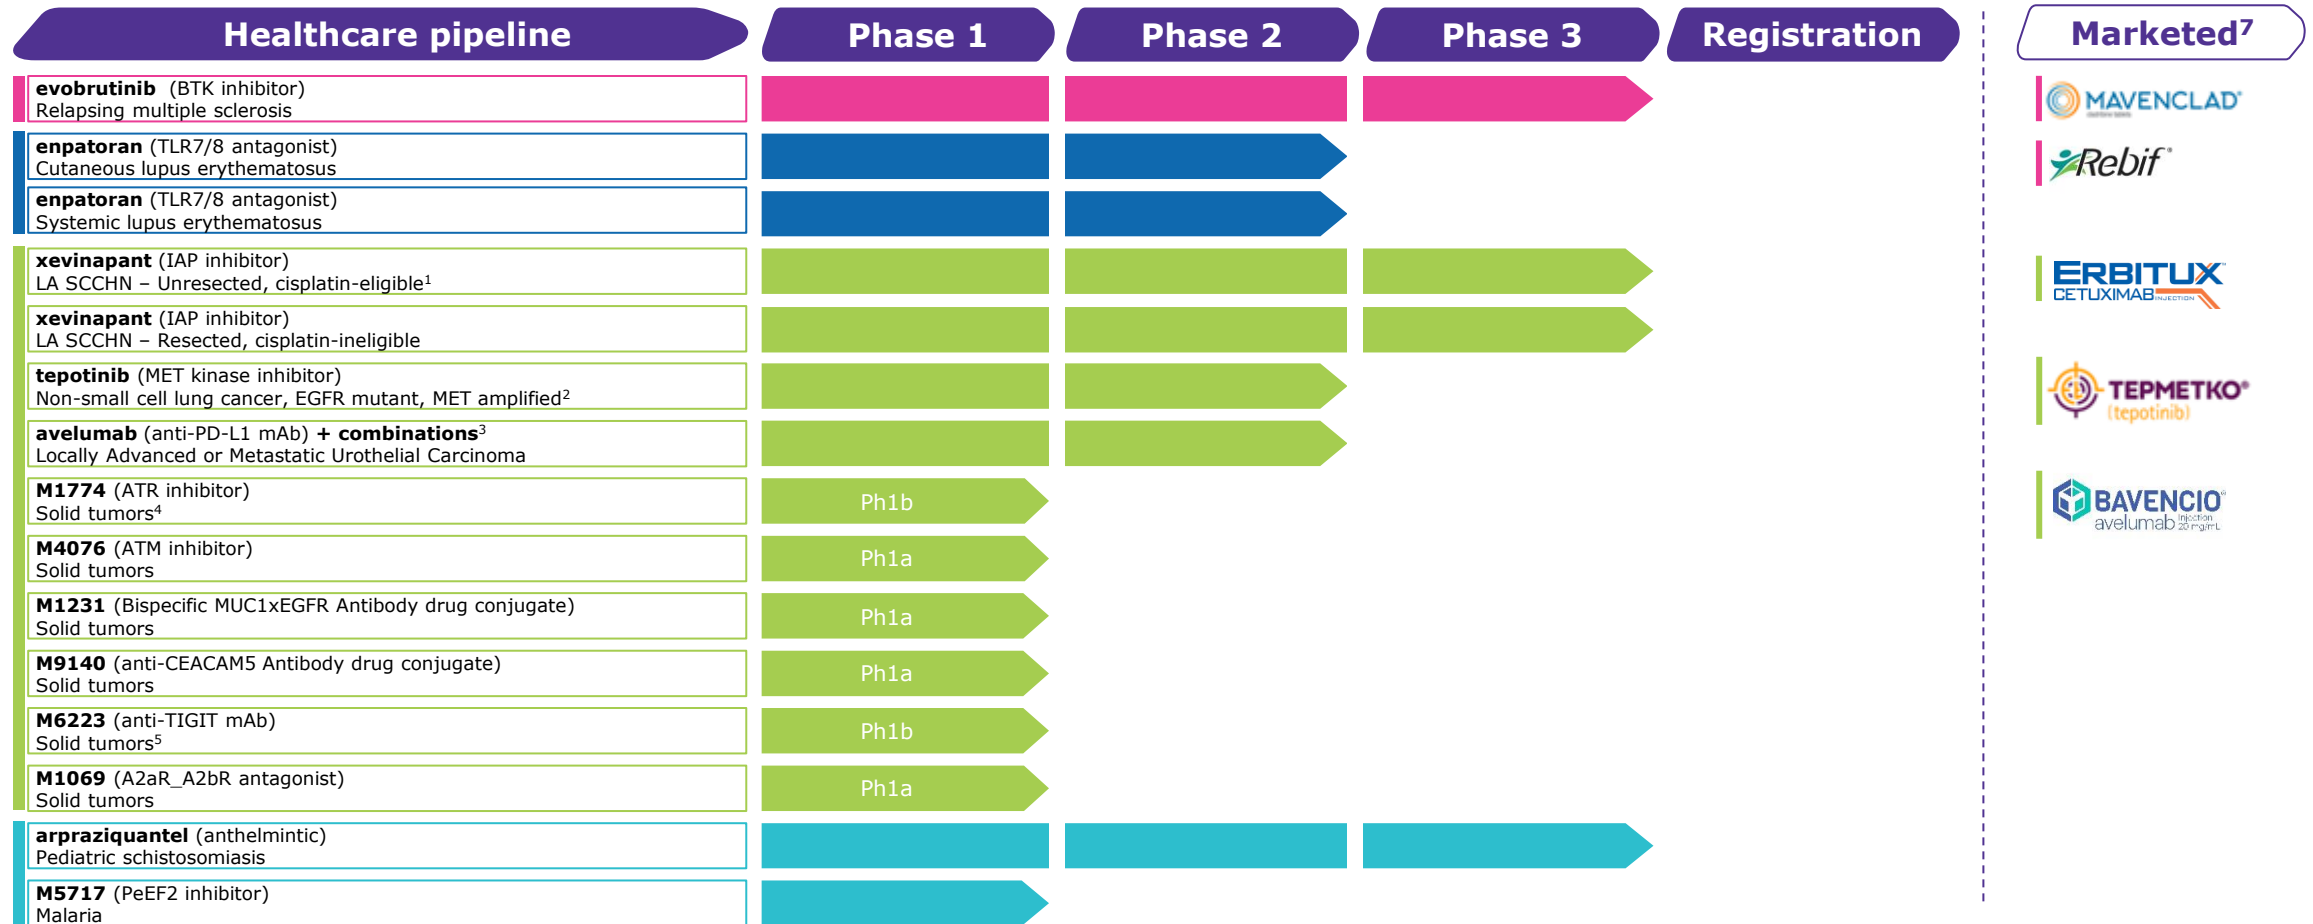 Healthcare pipeline
Phase 1
Phase 2
Phase 3
Registration
Marketed⁷
evobrutinib (BTK inhibitor)
Relapsing multiple sclerosis
MAVENCLAD®
enpatoran (TLR7/8 antagonist)
Cutaneous lupus erythematosus
Rebif®
enpatoran (TLR7/8 antagonist)
Systemic lupus erythematosus
xevinapant (IAP inhibitor)
LA SCCHN – Unresected, cisplatin-eligible¹
ERBITUX
CETUXIMAB INJECTION
xevinapant (IAP inhibitor)
LA SCCHN – Resected, cisplatin-ineligible
tepotinib (MET kinase inhibitor)
Non-small cell lung cancer, EGFR mutant, MET amplified²
TEPMETKO®
(tepotinib)
avelumab (anti-PD-L1 mAb) + combinations³
Locally Advanced or Metastatic Urothelial Carcinoma
M1774 (ATR inhibitor)
Solid tumors⁴
Ph1b
BAVENCIO®
avelumab Injection
20 mg/mL
M4076 (ATM inhibitor)
Solid tumors
Ph1a
M1231 (Bispecific MUC1xEGFR Antibody drug conjugate)
Solid tumors
Ph1a
M9140 (anti-CEACAM5 Antibody drug conjugate)
Solid tumors
Ph1a
M6223 (anti-TIGIT mAb)
Solid tumors⁵
Ph1b
M1069 (A2aR_A2bR antagonist)
Solid tumors
Ph1a
arpraziquantel (anthelmintic)
Pediatric schistosomiasis
M5717 (PeEF2 inhibitor)
Malaria